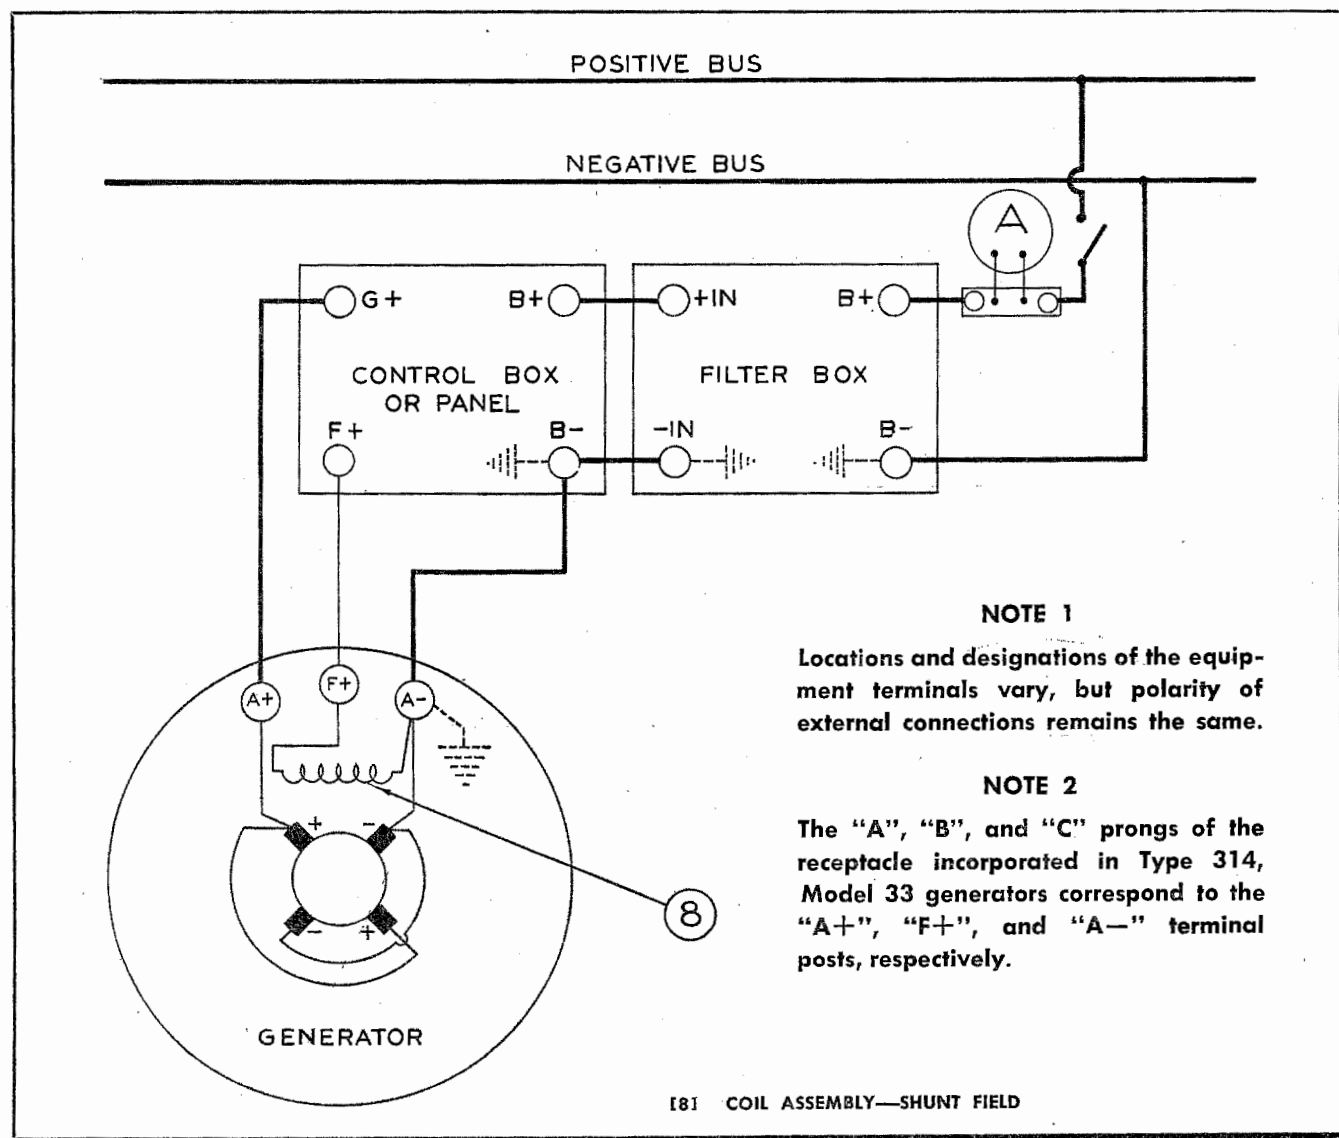 POSITIVE BUS
NEGATIVE BUS
A
G+
B+
+IN
B+
CONTROL BOX
OR PANEL
FILTER BOX
F+
B-
-IN
B-
A+
F+
A-
+
-
-
+
8
GENERATOR
NOTE 1
Locations and designations of the equip-
ment terminals vary, but polarity of
external connections remains the same.
NOTE 2
The “A”, “B”, and “C” prongs of the
receptacle incorporated in Type 314,
Model 33 generators correspond to the
“A+”, “F+”, and “A—” terminal
posts, respectively.
[8] COIL ASSEMBLY—SHUNT FIELD